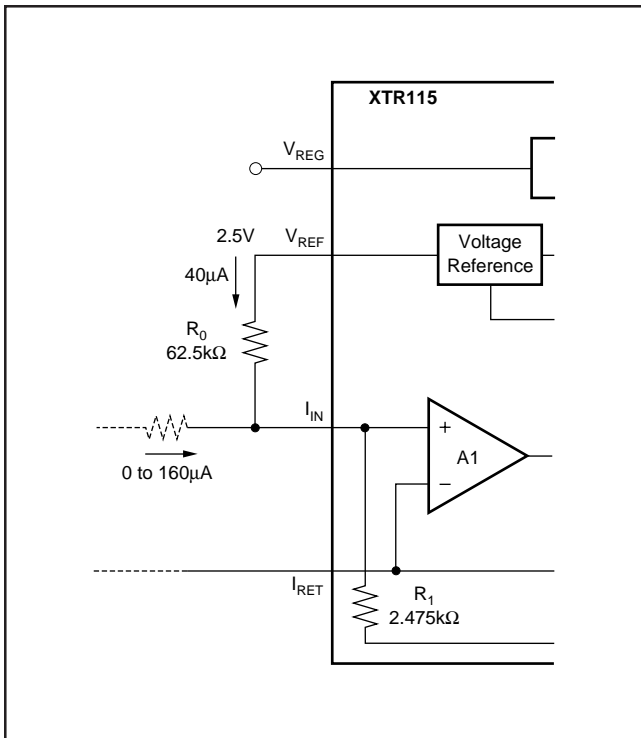 XTR115
V_REG
2.5V
V_REF
Voltage
Reference
40μA
R_0
62.5kΩ
I_IN
+
A1
0 to 160μA
−
I_RET
R_1
2.475kΩ